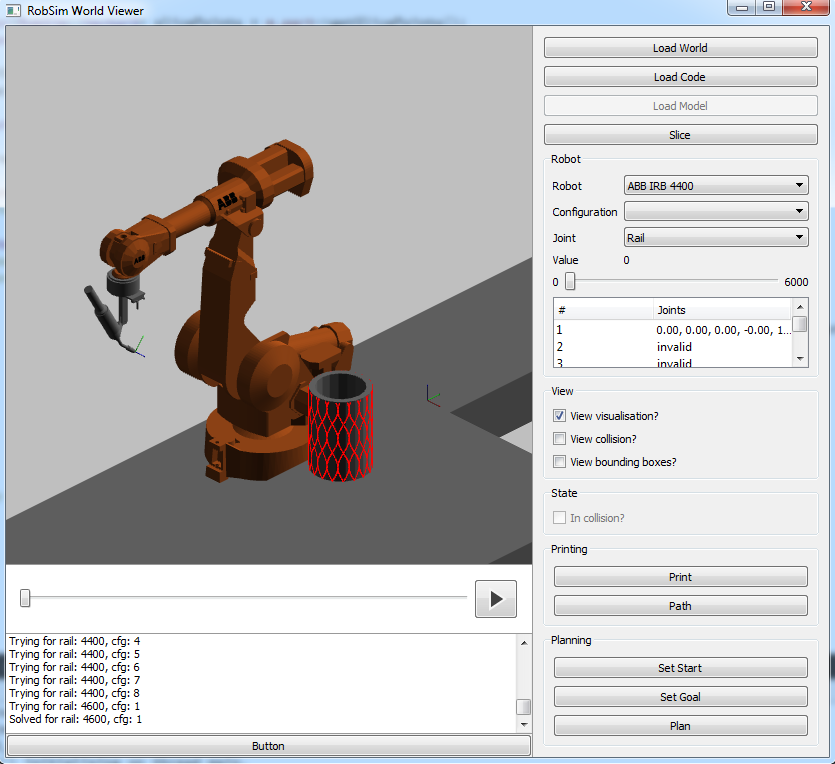 RobSim World Viewer
Load World
Load Code
Load Model
Slice
Robot
Robot ABB IRB 4400
Configuration
Joint Rail
Value 0
0 6000
# Joints
1 0.00, 0.00, 0.00, -0.00, 1...
2 invalid
3 invalid
View
View visualisation?
View collision?
View bounding boxes?
State
In collision?
Printing
Print
Path
Planning
Set Start
Set Goal
Plan
ABB
ABB
Trying for rail: 4400, cfg: 4
Trying for rail: 4400, cfg: 5
Trying for rail: 4400, cfg: 6
Trying for rail: 4400, cfg: 7
Trying for rail: 4400, cfg: 8
Trying for rail: 4600, cfg: 1
Solved for rail: 4600, cfg: 1
Button